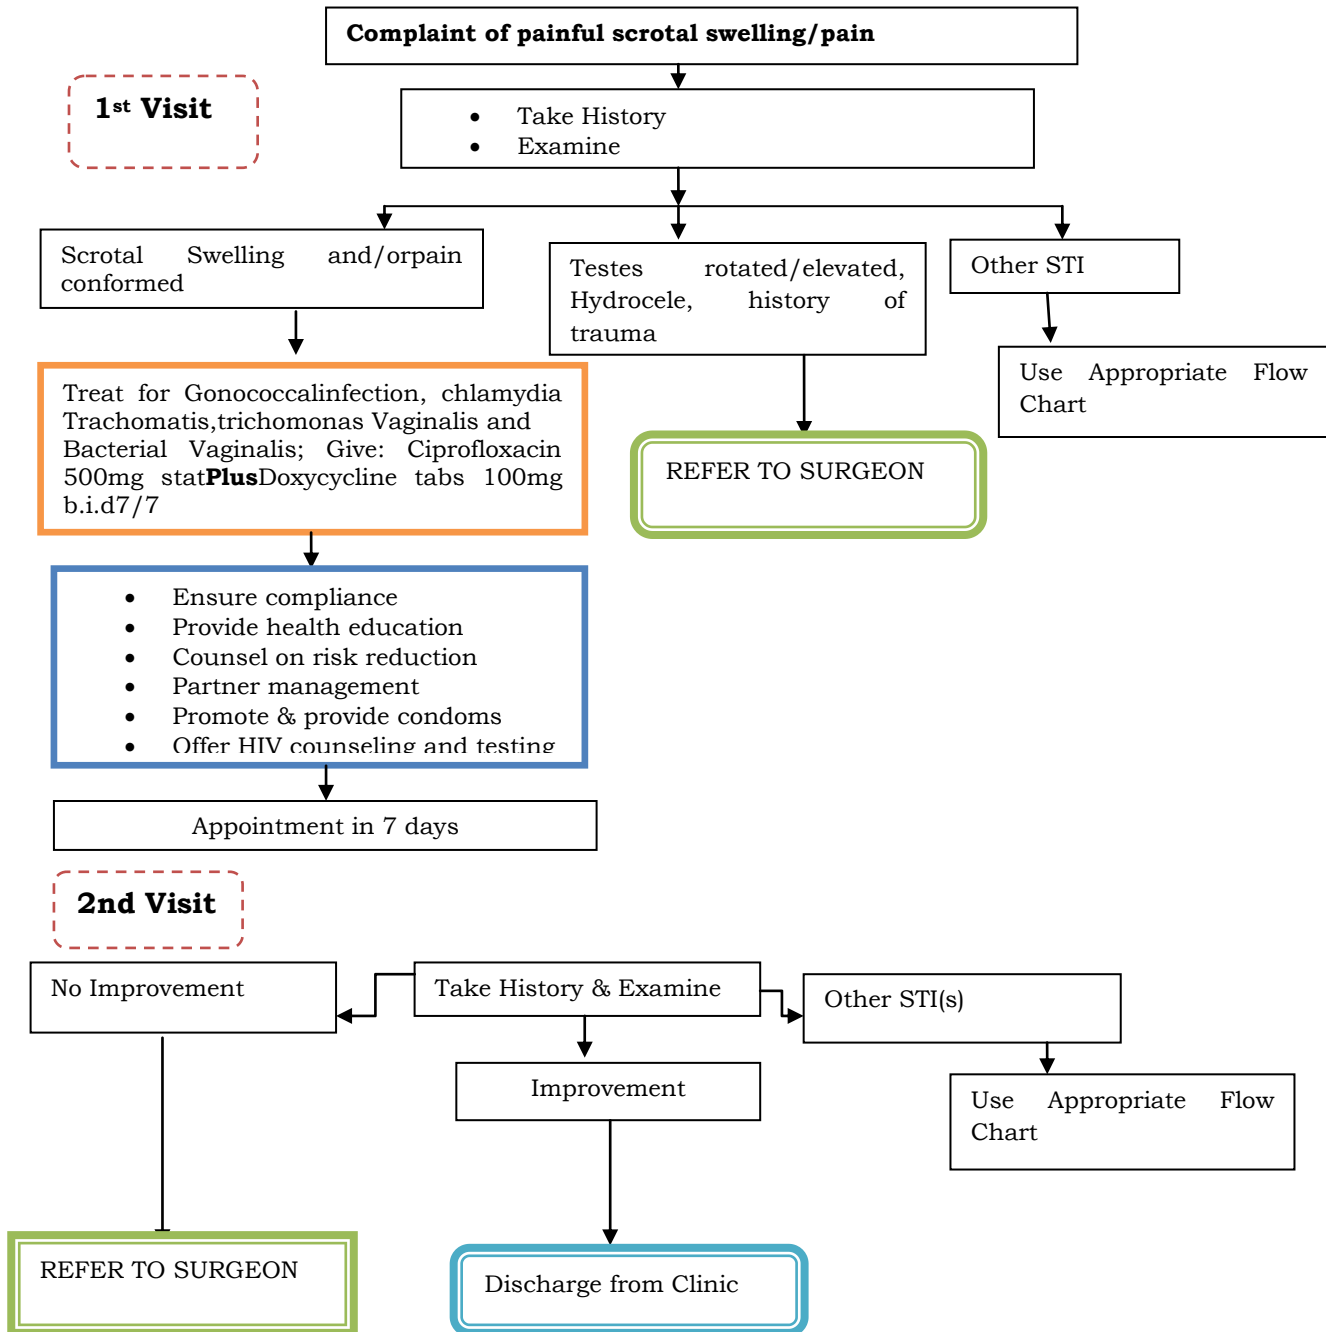 Complaint of painful scrotal swelling/pain
1st Visit
• Take History
• Examine
Scrotal Swelling and/orpain
conformed
Testes rotated/elevated,
Hydrocele, history of
trauma
Other STI
Use Appropriate Flow
Chart
Treat for Gonococcalinfection, chlamydia
Trachomatis,trichomonas Vaginalis and
Bacterial Vaginalis; Give: Ciprofloxacin
500mg statPlusDoxycycline tabs 100mg
b.i.d7/7
REFER TO SURGEON
• Ensure compliance
• Provide health education
• Counsel on risk reduction
• Partner management
• Promote & provide condoms
• Offer HIV counseling and testing
Appointment in 7 days
2nd Visit
No Improvement
Take History & Examine
Other STI(s)
Improvement
Use Appropriate Flow
Chart
REFER TO SURGEON
Discharge from Clinic